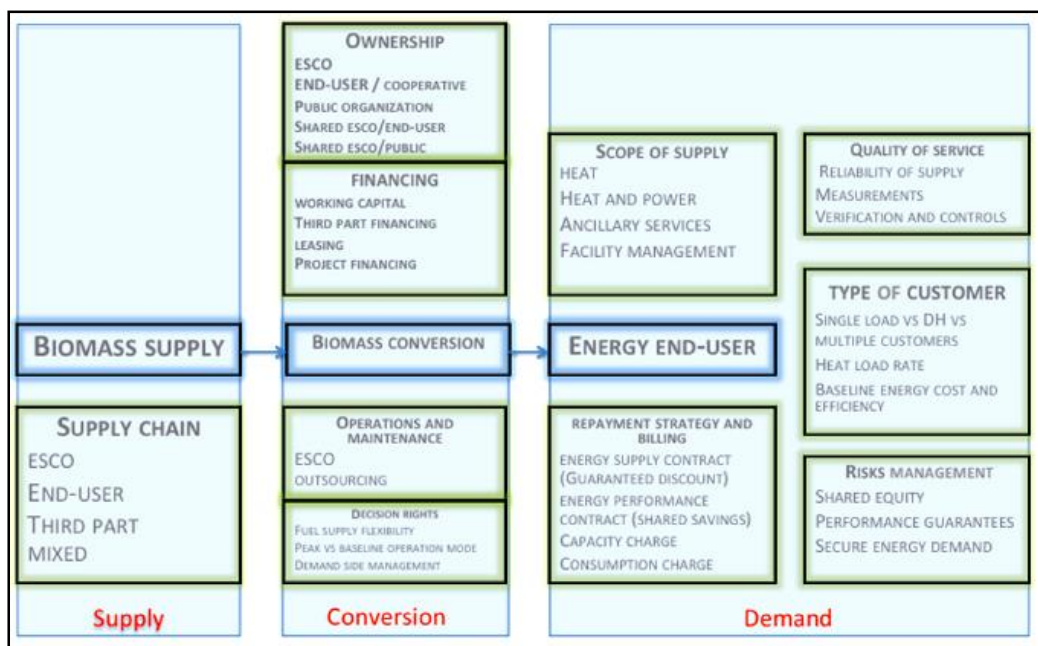 OWNERSHIP
ESCO
END-USER / COOPERATIVE
PUBLIC ORGANIZATION
SHARED ESCO/END-USER
SHARED ESCO/PUBLIC
FINANCING
WORKING CAPITAL
THIRD PART FINANCING
LEASING
PROJECT FINANCING
SCOPE OF SUPPLY
HEAT
HEAT AND POWER
ANCILLARY SERVICES
FACILITY MANAGEMENT
QUALITY OF SERVICE
RELIABILITY OF SUPPLY
MEASUREMENTS
VERIFICATION AND CONTROLS
TYPE OF CUSTOMER
SINGLE LOAD VS DH VS
MULTIPLE CUSTOMERS
HEAT LOAD RATE
BASELINE ENERGY COST AND
EFFICIENCY
BIOMASS SUPPLY
BIOMASS CONVERSION
ENERGY END-USER
SUPPLY CHAIN
ESCO
END-USER
THIRD PART
MIXED
OPERATIONS AND
MAINTENANCE
ESCO
OUTSOURCING
DECISION RIGHTS
FUEL SUPPLY FLEXIBILITY
PEAK VS BASELINE OPERATION MODE
DEMAND SIDE MANAGEMENT
REPAYMENT STRATEGY AND
BILLING
ENERGY SUPPLY CONTRACT
(GUARANTEED DISCOUNT)
ENERGY PERFORMANCE
CONTRACT (SHARED SAVINGS)
CAPACITY CHARGE
CONSUMPTION CHARGE
RISKS MANAGEMENT
SHARED EQUITY
PERFORMANCE GUARANTEES
SECURE ENERGY DEMAND
Supply
Conversion
Demand